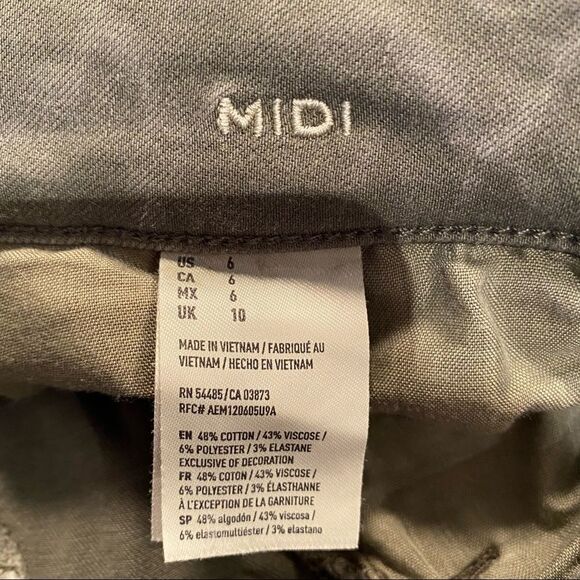 MIDI
US 6
CA 6
MX 6
UK 10
MADE IN VIETNAM / FABRIQUÉ AU
VIETNAM / HECHO EN VIETNAM
RN 54485/CA 03873
RFC# AEM120605U9A
EN 48% COTTON / 43% VISCOSE /
6% POLYESTER / 3% ELASTANE
EXCLUSIVE OF DECORATION
FR 48% COTON / 43% VISCOSE /
6% POLYESTER / 3% ÉLASTHANNE
À L'EXCEPTION DE LA GARNITURE
SP 48% algodón / 43% viscosa /
6% elastomultiéster / 3% elastano